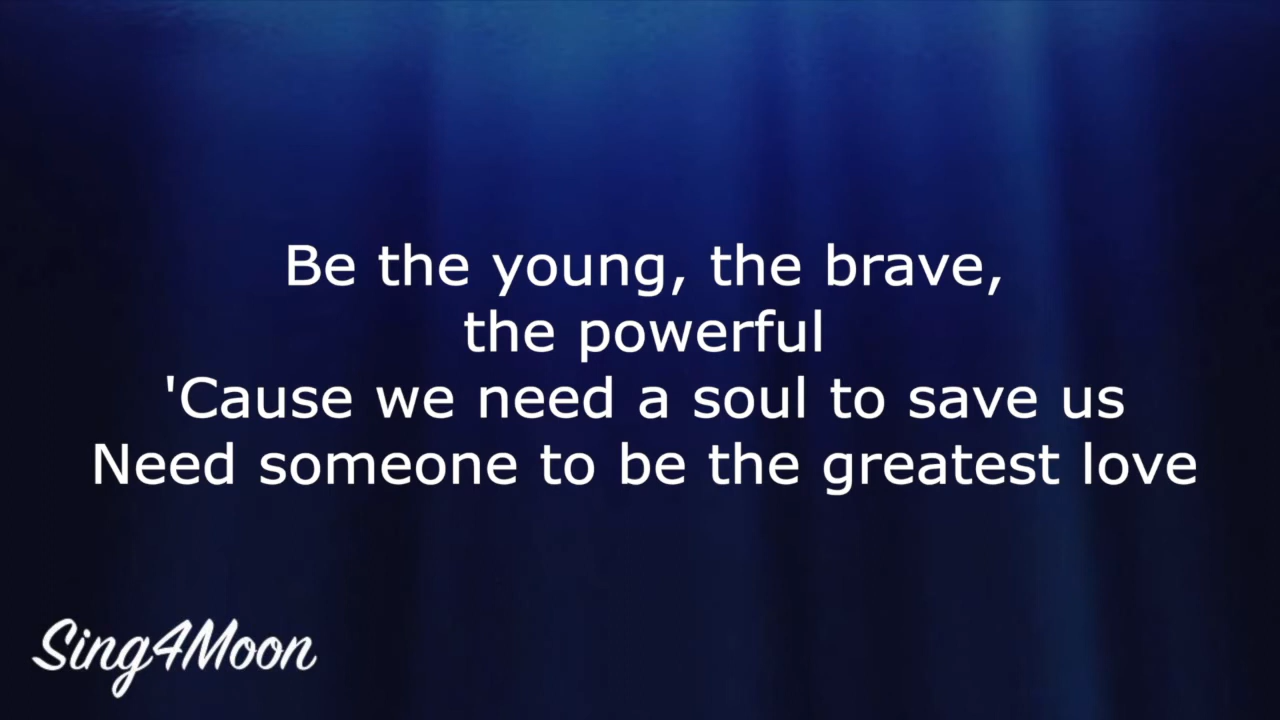 Be the young, the brave,
the powerful
'Cause we need a soul to save us
Need someone to be the greatest love
Sing4Moon